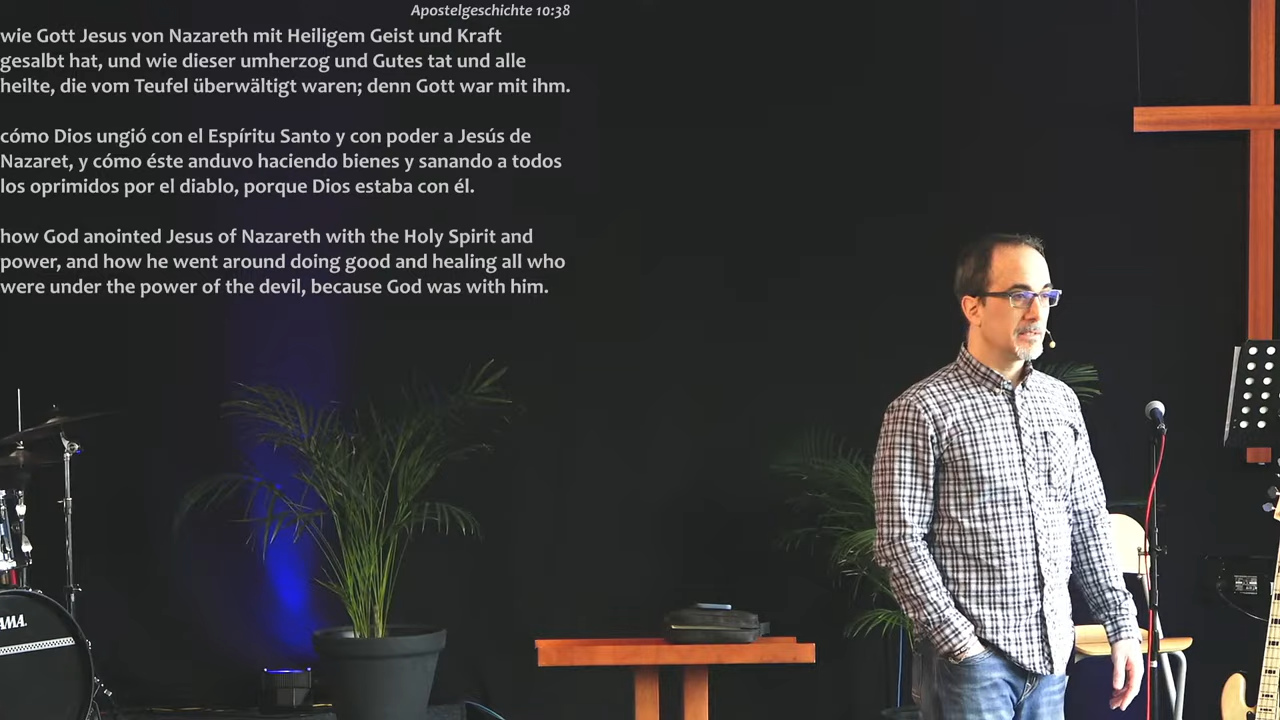 Apostelgeschichte 10:38
wie Gott Jesus von Nazareth mit Heiligem Geist und Kraft
gesalbt hat, und wie dieser umherzog und Gutes tat und alle
heilte, die vom Teufel überwältigt waren; denn Gott war mit ihm.
cómo Dios ungió con el Espíritu Santo y con poder a Jesús de
Nazaret, y cómo éste anduvo haciendo bienes y sanando a todos
los oprimidos por el diablo, porque Dios estaba con él.
how God anointed Jesus of Nazareth with the Holy Spirit and
power, and how he went around doing good and healing all who
were under the power of the devil, because God was with him.